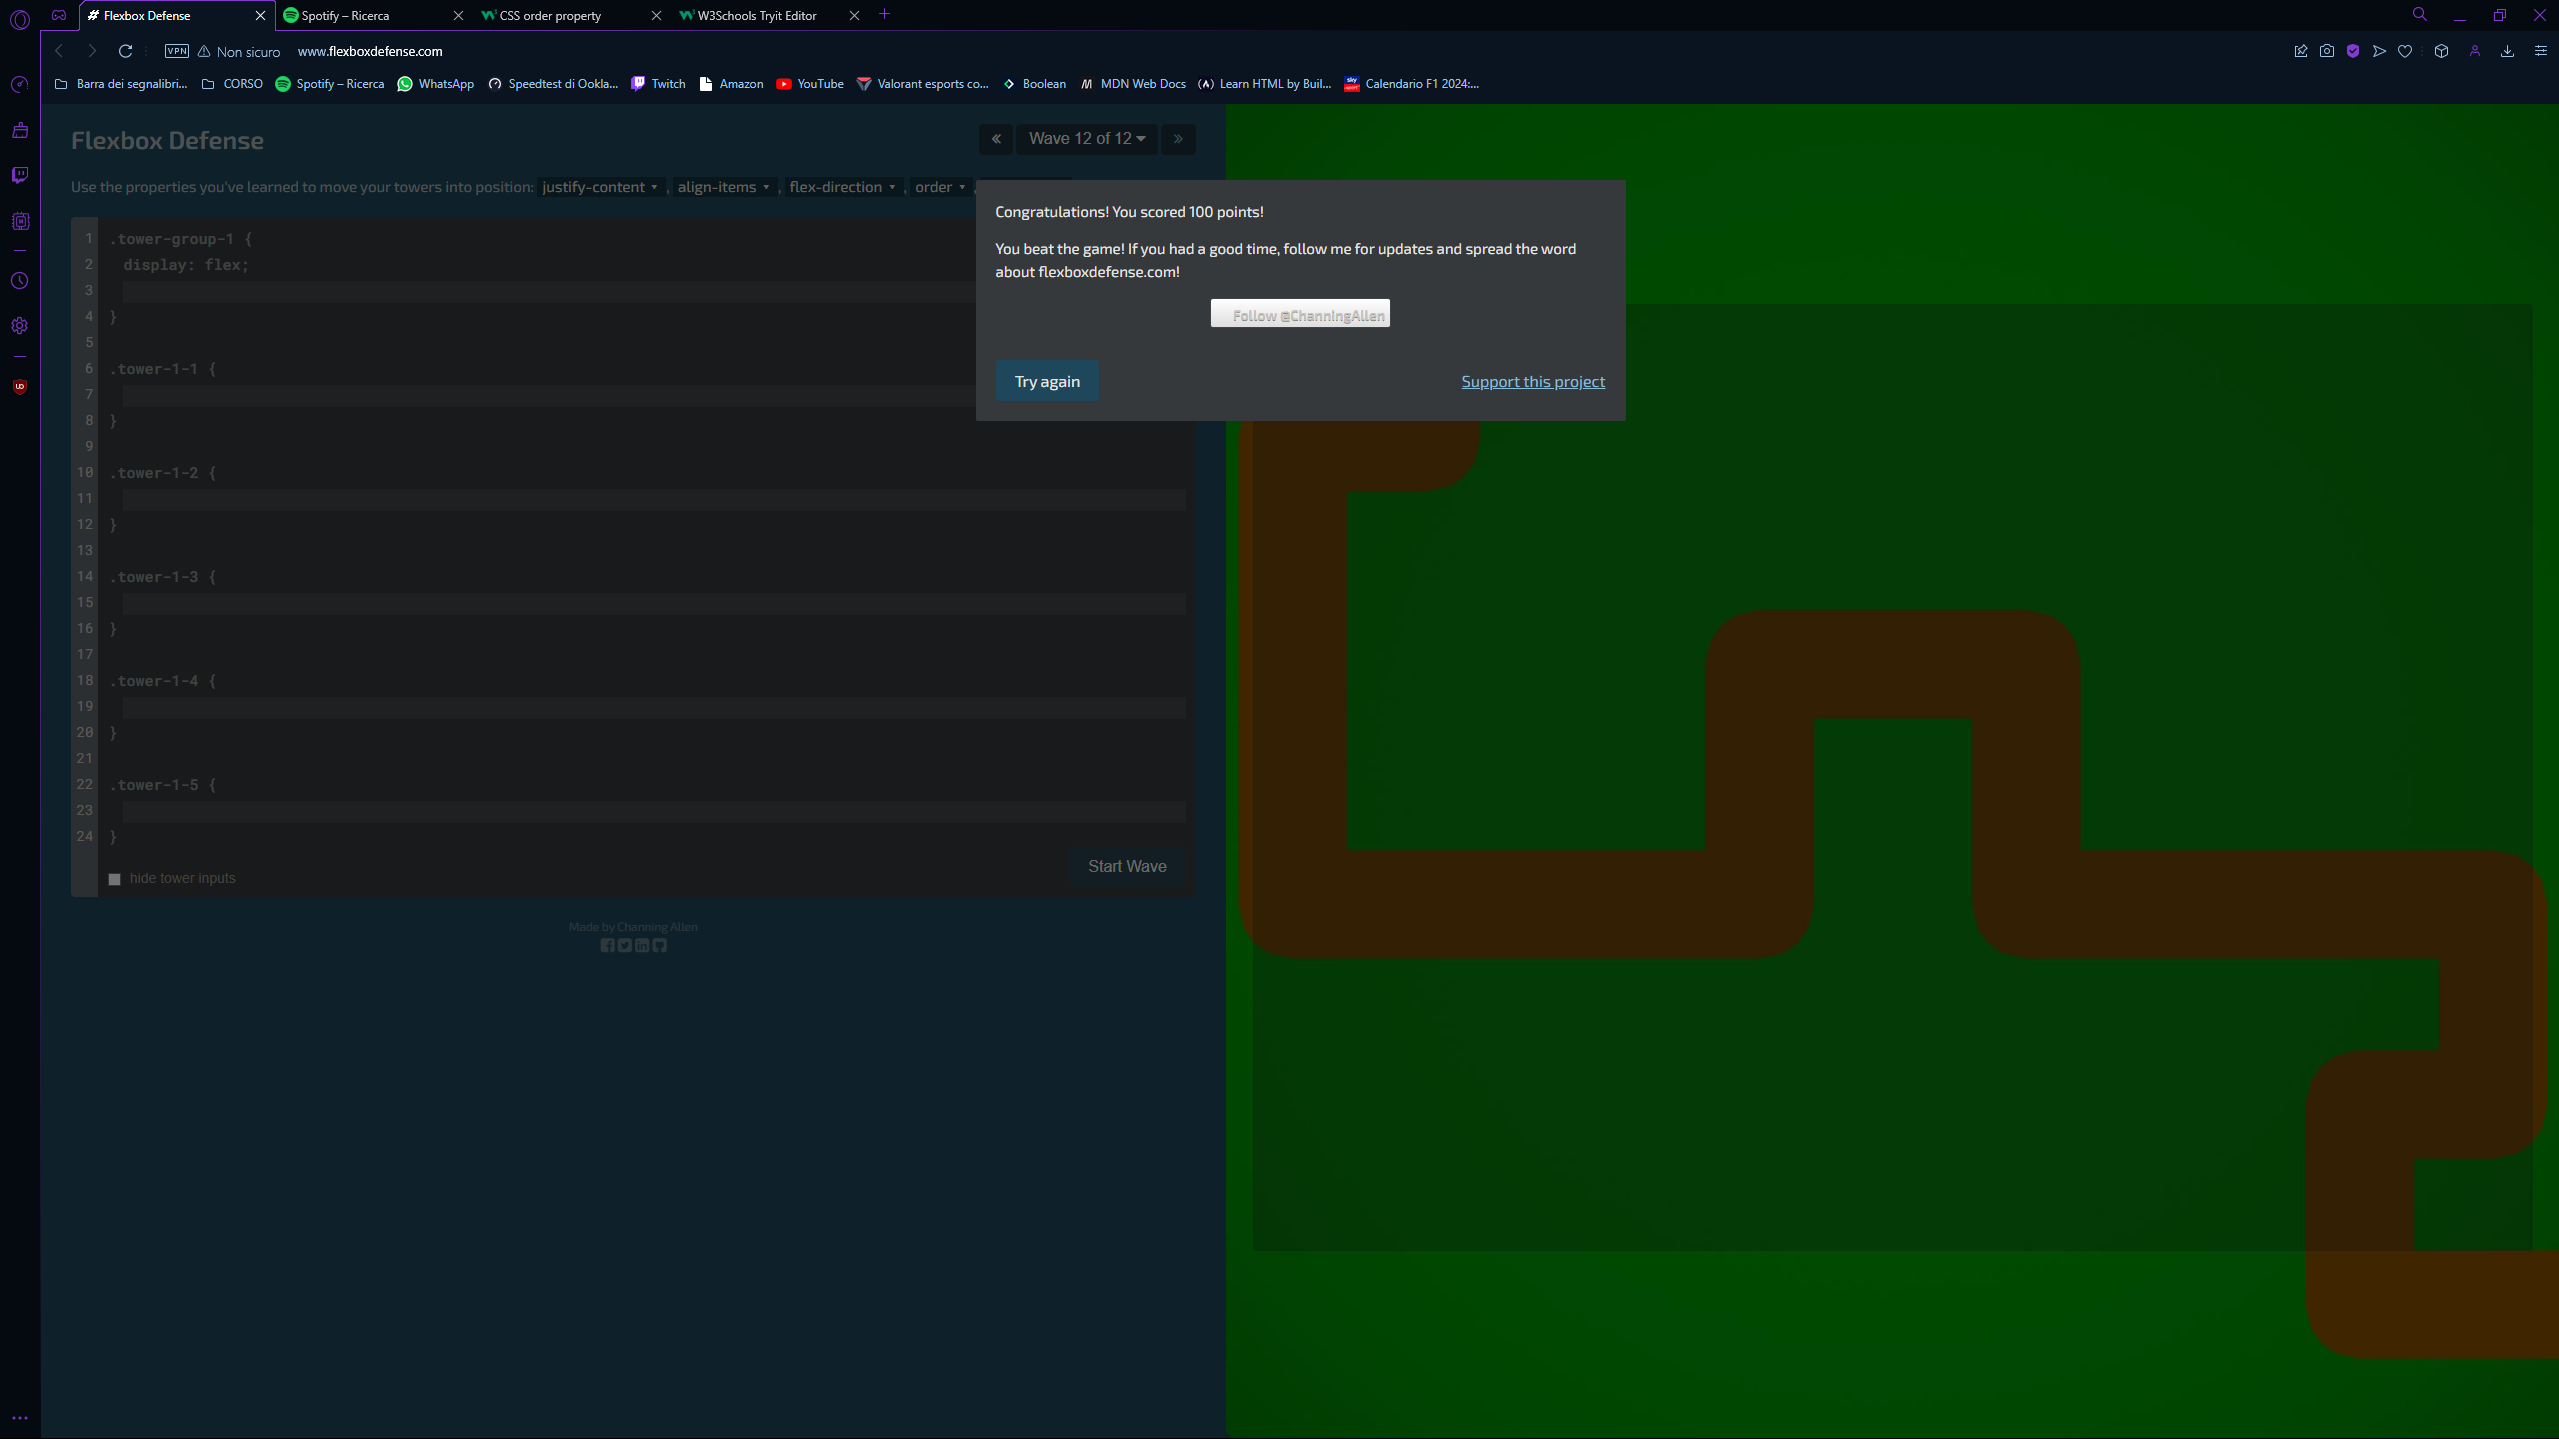 Flexbox Defense
Spotify – Ricerca
CSS order property
W3Schools Tryit Editor
VPN
Non sicuro
www.flexboxdefense.com
Barra dei segnalibri...
CORSO
Spotify – Ricerca
WhatsApp
Speedtest di Ookla...
Twitch
Amazon
YouTube
Valorant esports co...
Boolean
MDN Web Docs
Learn HTML by Buil...
Calendario F1 2024:...
Flexbox Defense
« Wave 12 of 12 »
Use the properties you've learned to move your towers into position: justify-content , align-items , flex-direction , order ,
1 .tower-group-1 {
2 display: flex;
3
4 }
5
6 .tower-1-1 {
7
8 }
9
10 .tower-1-2 {
11
12 }
13
14 .tower-1-3 {
15
16 }
17
18 .tower-1-4 {
19
20 }
21
22 .tower-1-5 {
23
24 }
hide tower inputs
Start Wave
Made by Channing Allen
Congratulations! You scored 100 points!
You beat the game! If you had a good time, follow me for updates and spread the word
about flexboxdefense.com!
Follow @ChanningAllen
Try again
Support this project